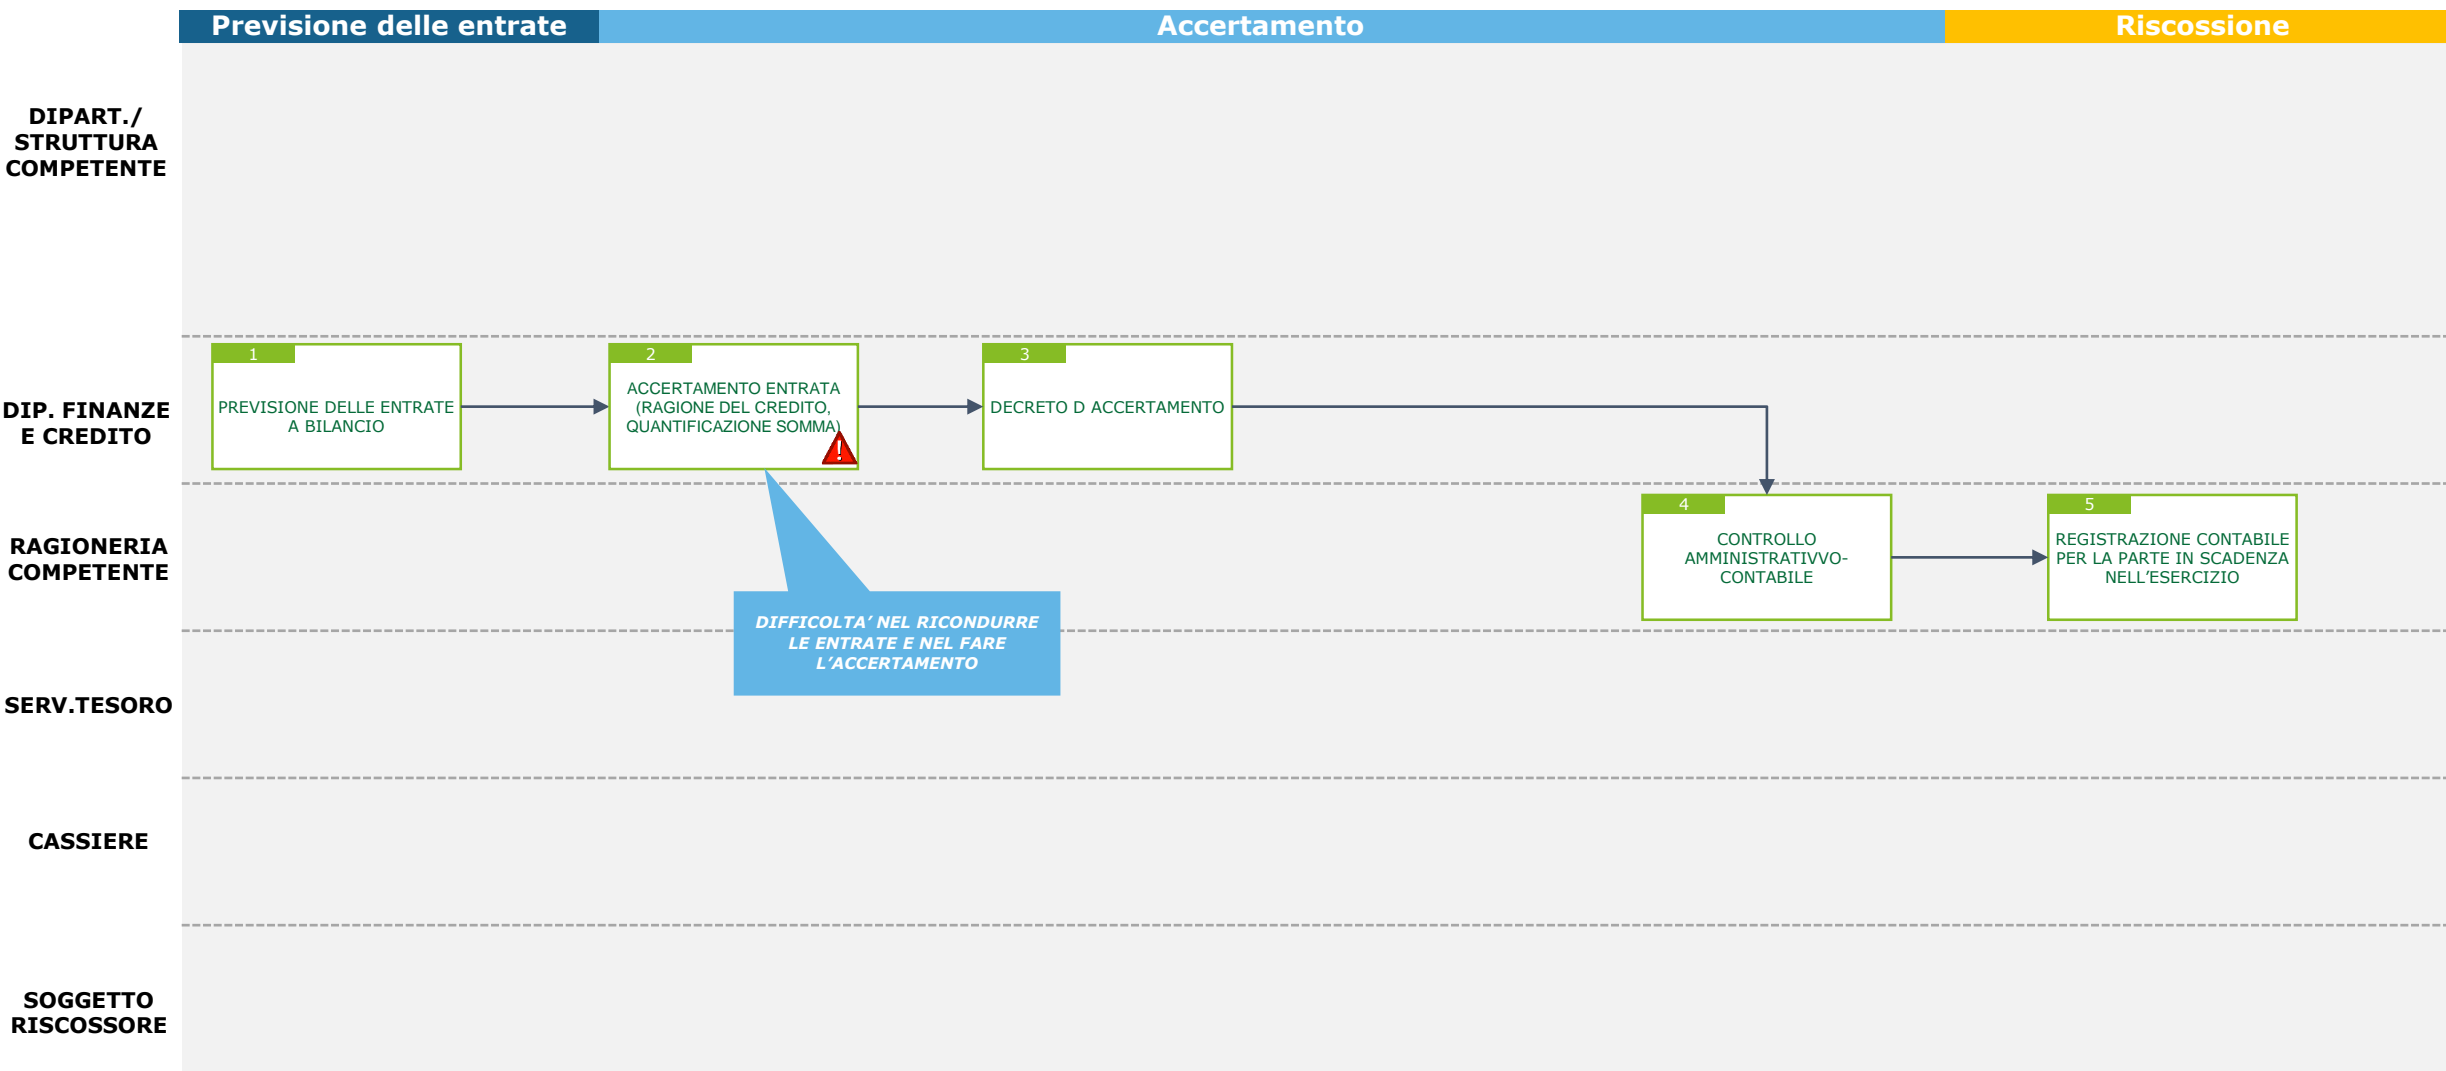 Previsione delle entrate
Accertamento
Riscossione
DIPART./
STRUTTURA
COMPETENTE
DIP. FINANZE
E CREDITO
1
PREVISIONE DELLE ENTRATE
A BILANCIO
2
ACCERTAMENTO ENTRATA
(RAGIONE DEL CREDITO,
QUANTIFICAZIONE SOMMA)
!
3
DECRETO D ACCERTAMENTO
RAGIONERIA
COMPETENTE
4
CONTROLLO
AMMINISTRATIVVO-
CONTABILE
5
REGISTRAZIONE CONTABILE
PER LA PARTE IN SCADENZA
NELL’ESERCIZIO
DIFFICOLTA’ NEL RICONDURRE
LE ENTRATE E NEL FARE
L’ACCERTAMENTO
SERV.TESORO
CASSIERE
SOGGETTO
RISCOSSORE